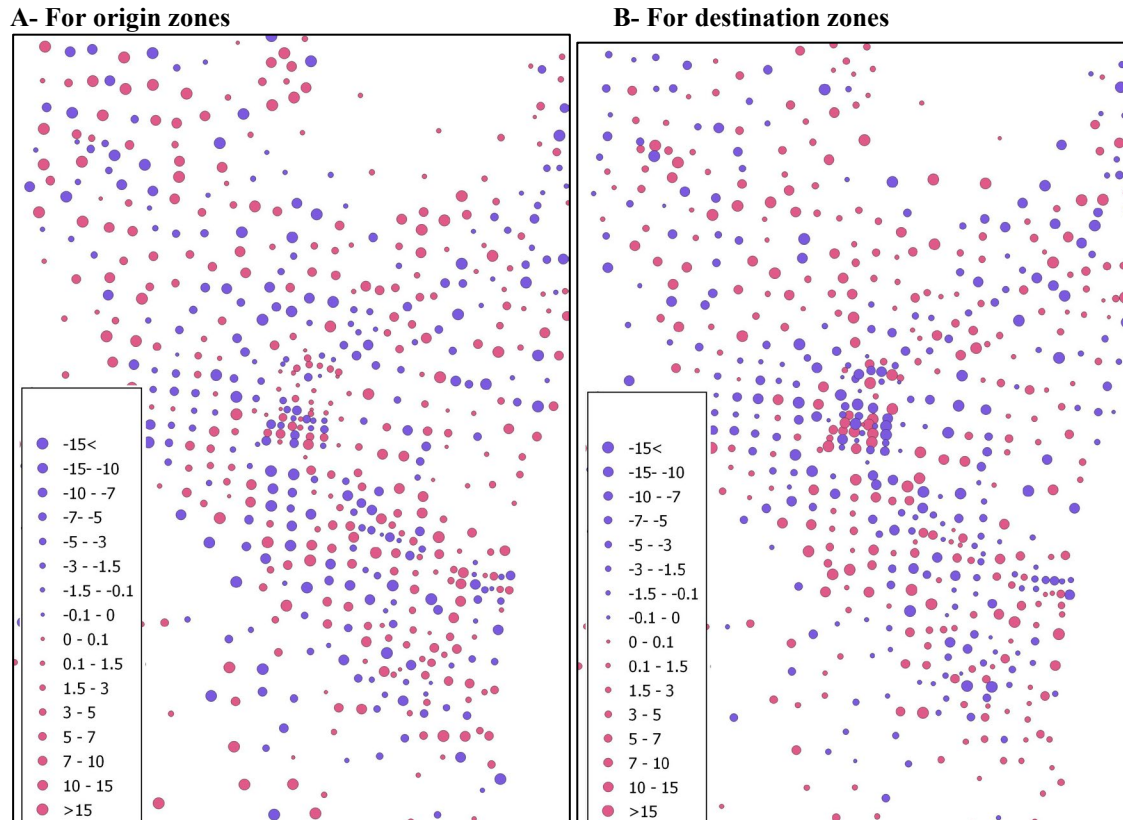 A- For origin zones
B- For destination zones
-15<
-15- -10
-10 - -7
-7 - -5
-5 - -3
-3 - -1.5
-1.5 - -0.1
-0.1 - 0
0 - 0.1
0.1 - 1.5
1.5 - 3
3 - 5
5 - 7
7 - 10
10 - 15
>15
-15<
-15- -10
-10 - -7
-7- -5
-5 - -3
-3 - -1.5
-1.5 - -0.1
-0.1 - 0
0 - 0.1
0.1 - 1.5
1.5 - 3
3 - 5
5 - 7
7 - 10
10 - 15
>15